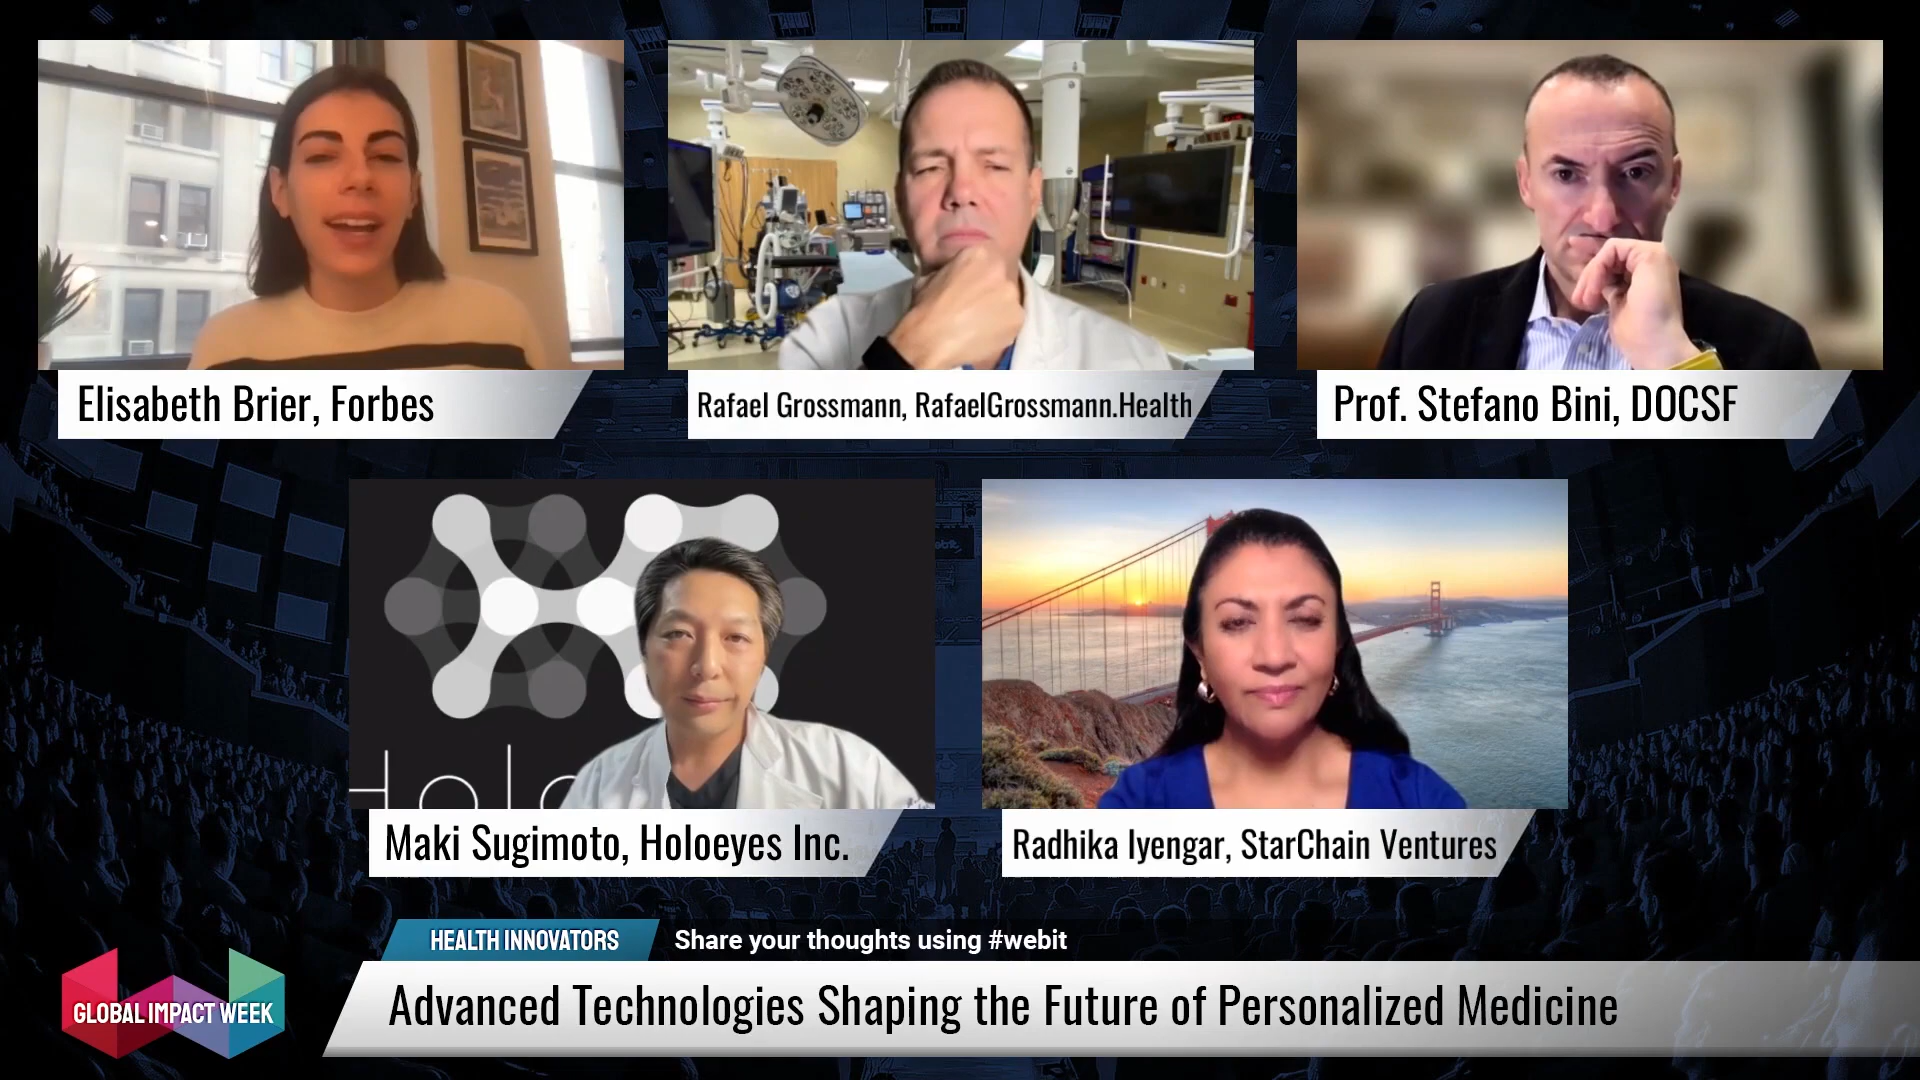 Elisabeth Brier, Forbes
Rafael Grossmann, RafaelGrossmann.Health
Prof. Stefano Bini, DOCSF
Holo
Maki Sugimoto, Holoeyes Inc.
Radhika Iyengar, StarChain Ventures
HEALTH INNOVATORS
Share your thoughts using #webit
GLOBAL IMPACT WEEK
Advanced Technologies Shaping the Future of Personalized Medicine